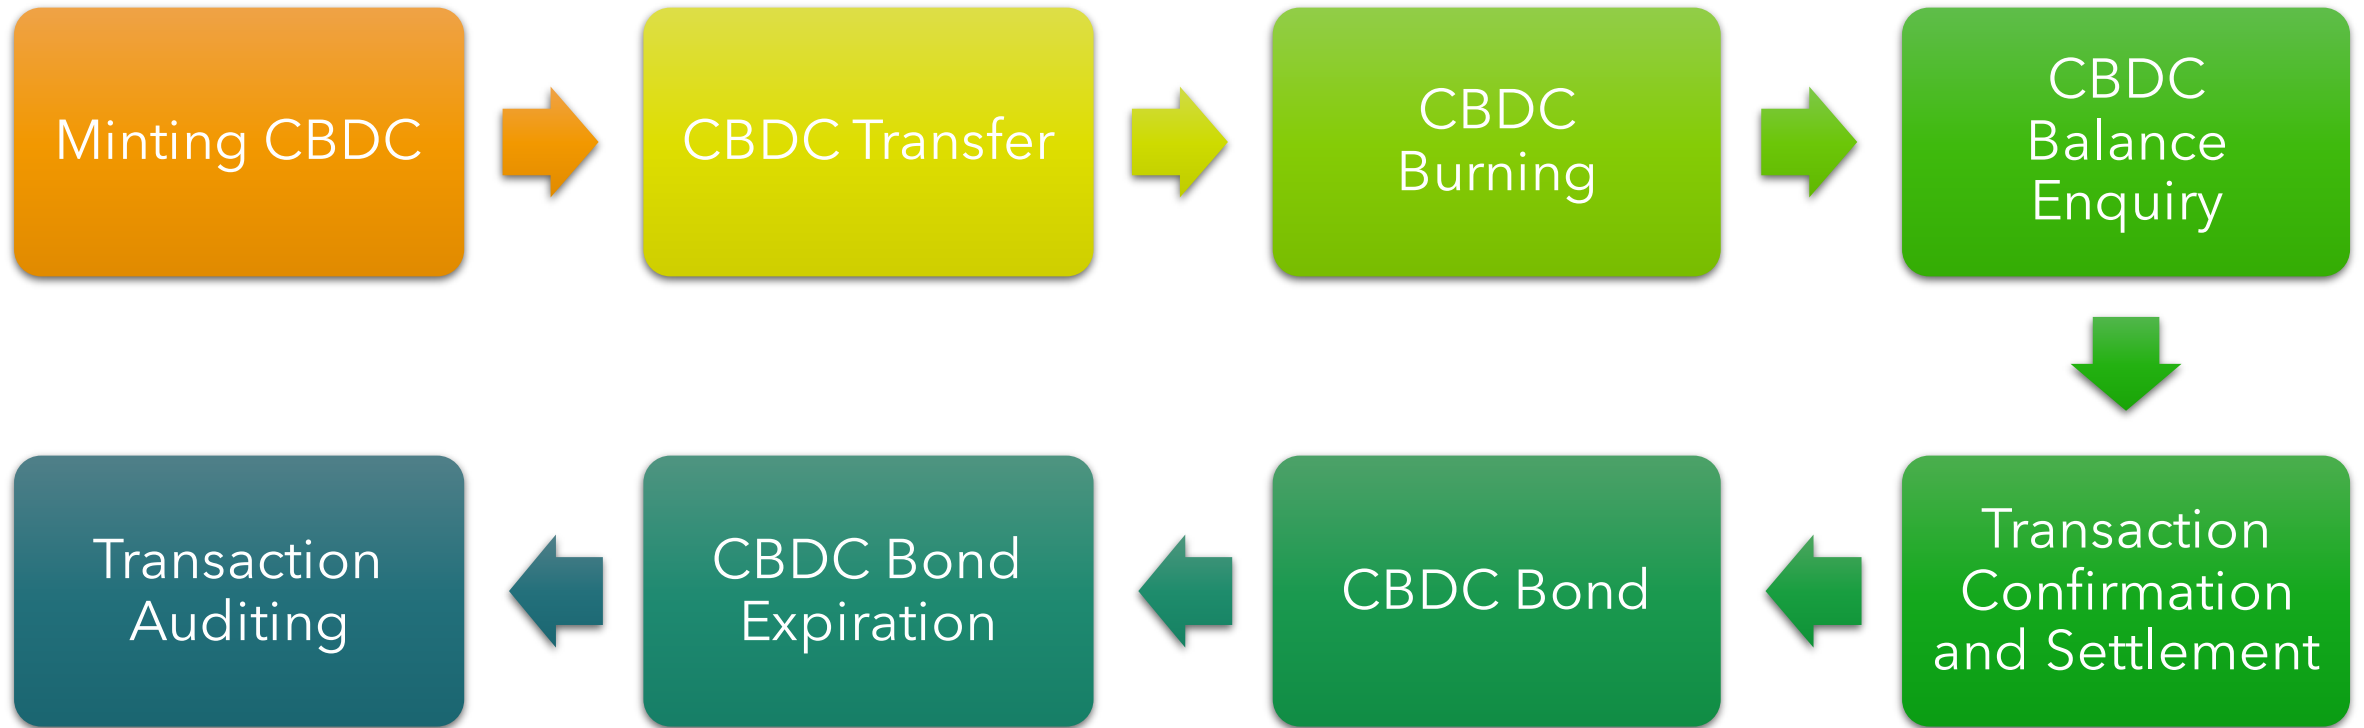 Minting CBDC
CBDC Transfer
CBDC
Burning
CBDC
Balance
Enquiry
Transaction
Confirmation
and Settlement
CBDC Bond
CBDC Bond
Expiration
Transaction
Auditing